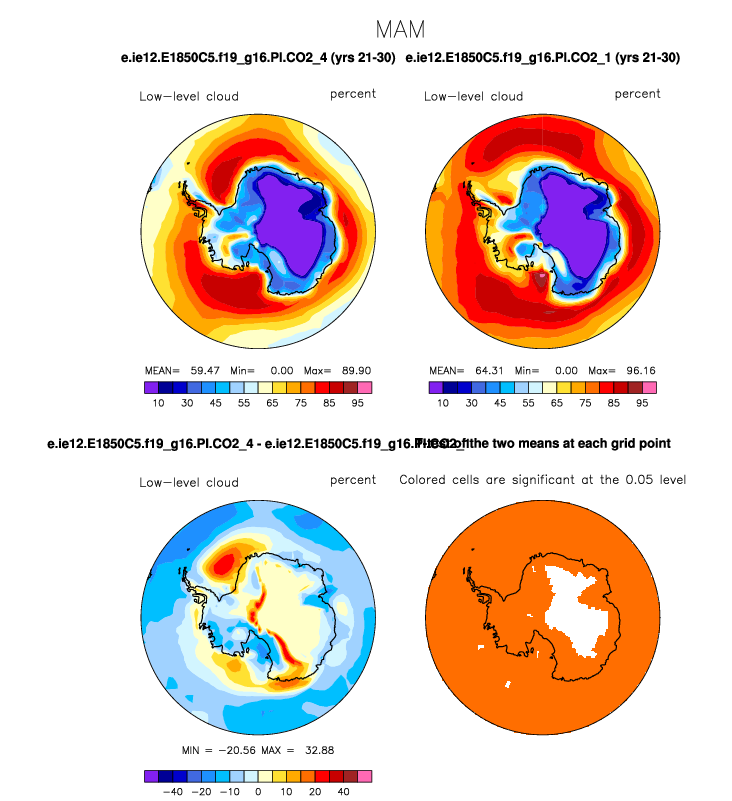 MAM
e.ie12.E1850C5.f19_g16.PI.CO2_4 (yrs 21-30) e.ie12.E1850C5.f19_g16.PI.CO2_1 (yrs 21-30)
Low-level cloud percent Low-level cloud percent
MEAN= 59.47 Min= 0.00 Max= 89.90 MEAN= 64.31 Min= 0.00 Max= 96.16
10 30 45 55 65 75 85 95 10 30 45 55 65 75 85 95
e.ie12.E1850C5.f19_g16.PI.CO2_4 - e.ie12.E1850C5.f19_g16.PI.CO2_1 of the two means at each grid point
Low-level cloud percent Colored cells are significant at the 0.05 level
MIN = -20.56 MAX = 32.88
-40 -20 -10 0 10 20 40